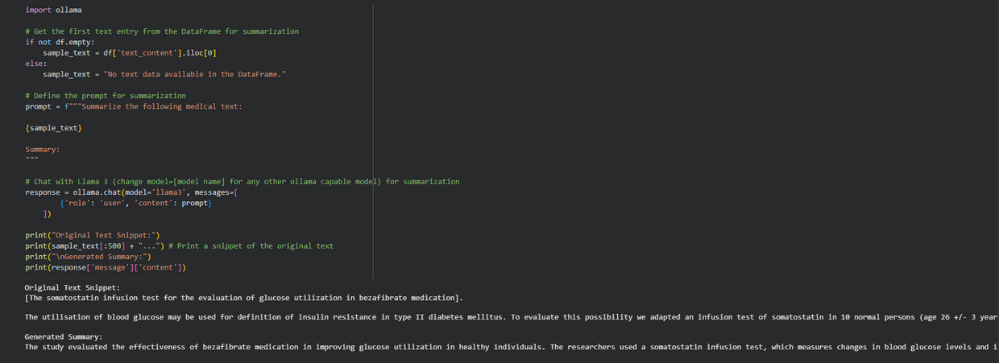 import ollama
# Get the first text entry from the DataFrame for summarization
if not df.empty:
    sample_text = df['text_content'].iloc[0]
else:
    sample_text = "No text data available in the DataFrame."
# Define the prompt for summarization
prompt = f"""Summarize the following medical text:
{sample_text}
Summary:
"""
# Chat with Llama 3 (change model=[model name] for any other ollama capable model) for summarization
response = ollama.chat(model='llama3', messages=[
        {'role': 'user', 'content': prompt}
    ])
print("Original Text Snippet:")
print(sample_text[:500] + "...") # Print a snippet of the original text
print("\nGenerated Summary:")
print(response['message']['content'])
Original Text Snippet:
[The somatostatin infusion test for the evaluation of glucose utilization in bezafibrate medication].
The utilisation of blood glucose may be used for definition of insulin resistance in type II diabetes mellitus. To evaluate this possibility we adapted an infusion test of somatostatin in 10 normal persons (age 26 +/- 3 year
Generated Summary:
The study evaluated the effectiveness of bezafibrate medication in improving glucose utilization in healthy individuals. The researchers used a somatostatin infusion test, which measures changes in blood glucose levels and i